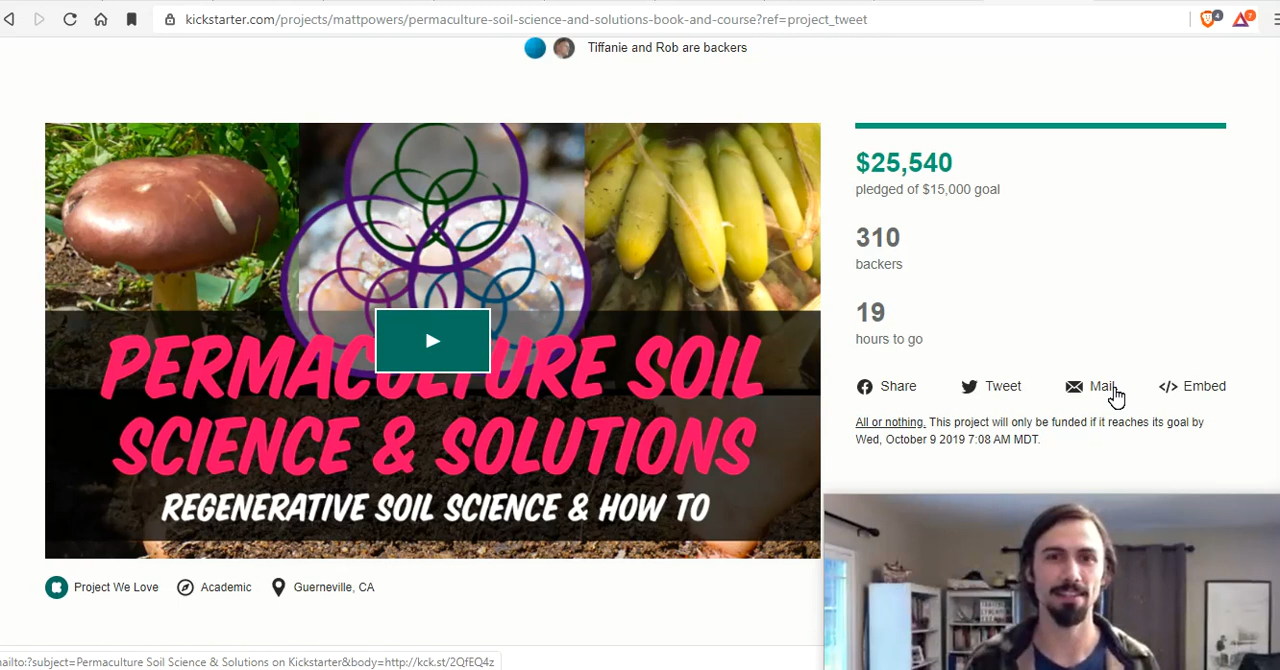 kickstarter.com/projects/mattpowers/permaculture-soil-science-and-solutions-book-and-course?ref=project_tweet
4
7
Tiffanie and Rob are backers
PERMACULTURE SOIL
SCIENCE & SOLUTIONS
REGENERATIVE SOIL SCIENCE & HOW TO
Project We Love
Academic
Guerneville, CA
$25,540
pledged of $15,000 goal
310
backers
19
hours to go
Share
Tweet
Mail
</> Embed
All or nothing. This project will only be funded if it reaches its goal by
Wed, October 9 2019 7:08 AM MDT.
ailto:?subject=Permaculture Soil Science & Solutions on Kickstarter&body=http://kck.st/2QfEQ4z